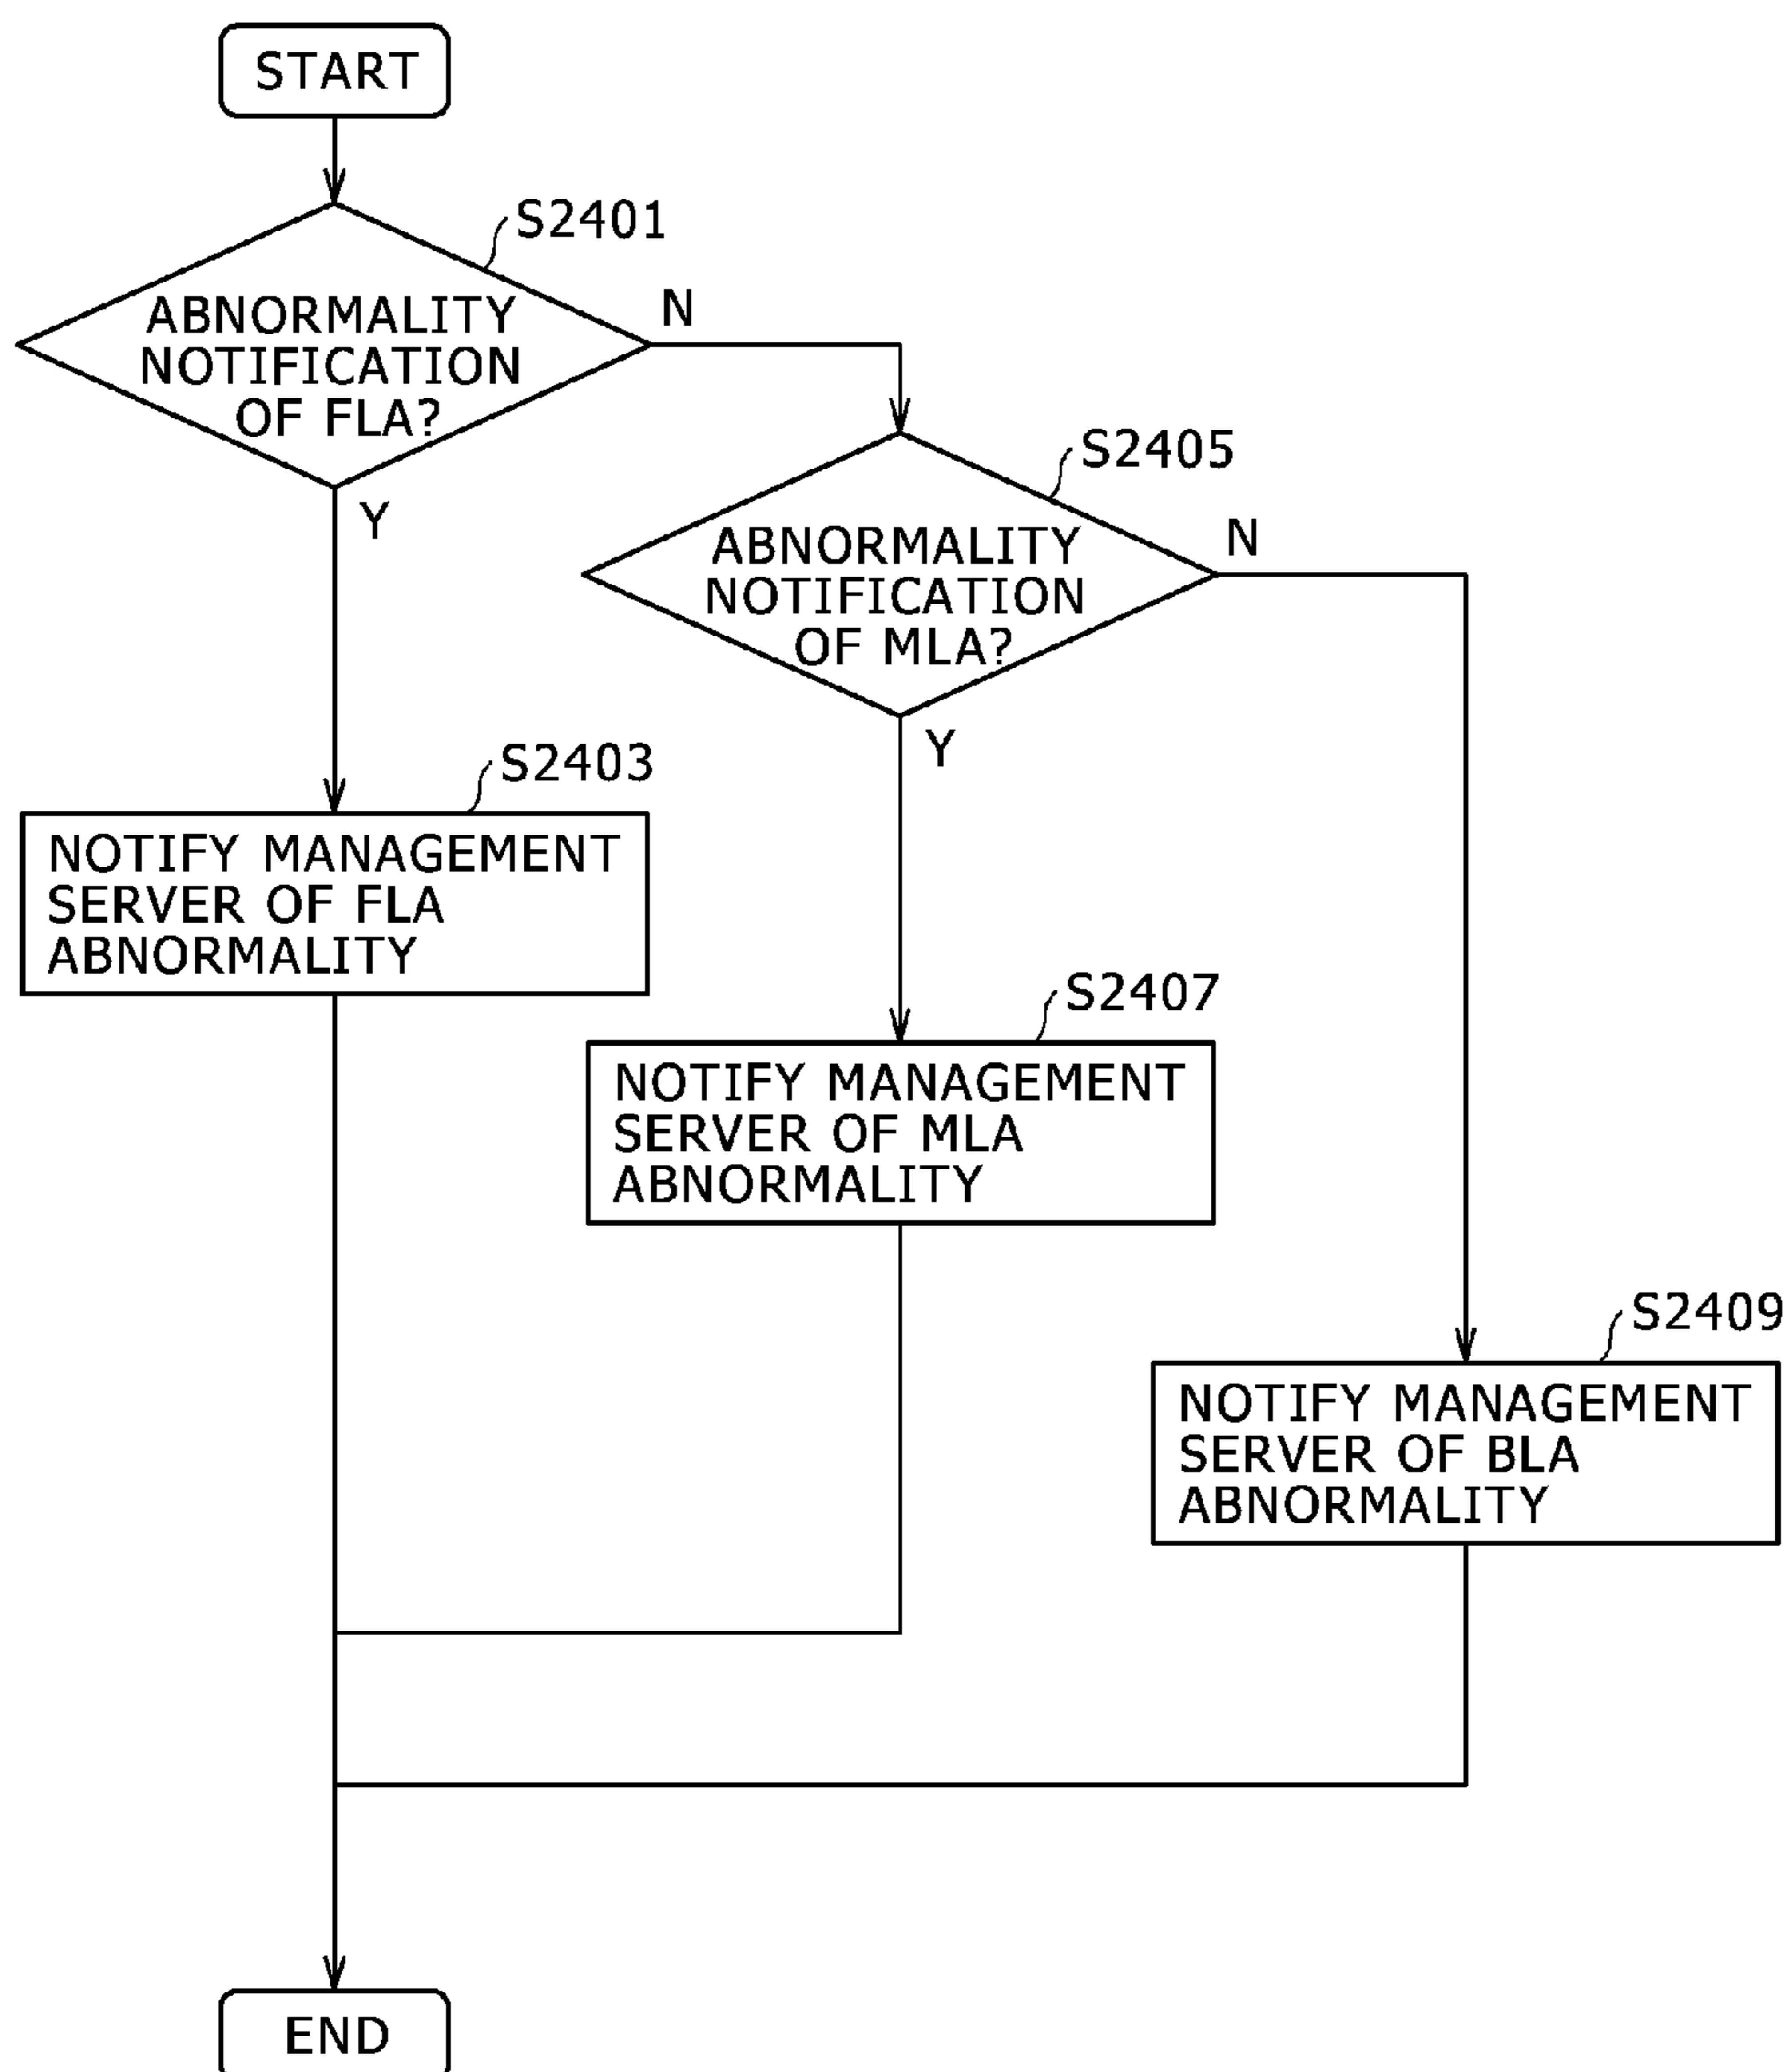 START
S2401
ABNORMALITY
NOTIFICATION
OF FLA?
N
Y
S2405
ABNORMALITY
NOTIFICATION
OF MLA?
N
Y
S2403
NOTIFY MANAGEMENT
SERVER OF FLA
ABNORMALITY
S2407
NOTIFY MANAGEMENT
SERVER OF MLA
ABNORMALITY
S2409
NOTIFY MANAGEMENT
SERVER OF BLA
ABNORMALITY
END